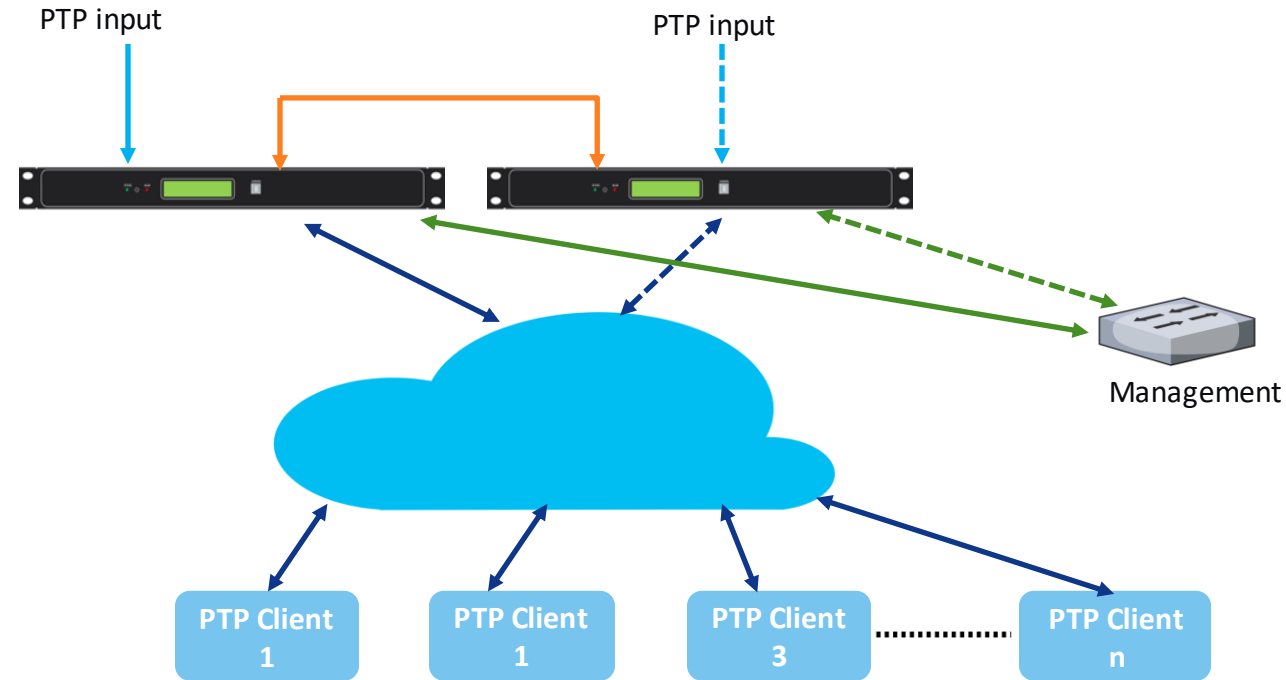 PTP input
PTP input
Management
PTP Client
1
PTP Client
1
PTP Client
3
PTP Client
n